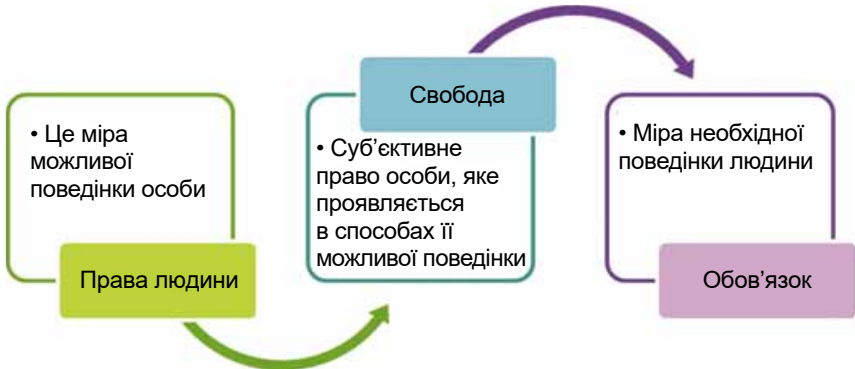 • Це міра
можливої
поведінки особи
Права людини
Свобода
• Суб’єктивне
право особи, яке
проявляється
в способах її
можливої поведінки
• Міра необхідної
поведінки людини
Обов’язок